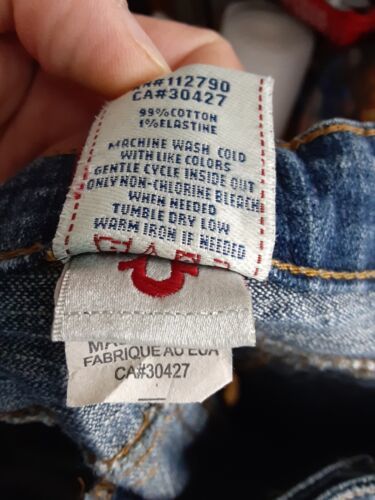 RN#112790
CA#30427
99% COTTON
1% ELASTINE
MACHINE WASH COLD
WITH LIKE COLORS
GENTLE CYCLE INSIDE OUT
ONLY NON-CHLORINE BLEACH
WHEN NEEDED
TUMBLE DRY LOW
WARM IRON IF NEEDED
FABRIQUE AU EUA
CA#30427